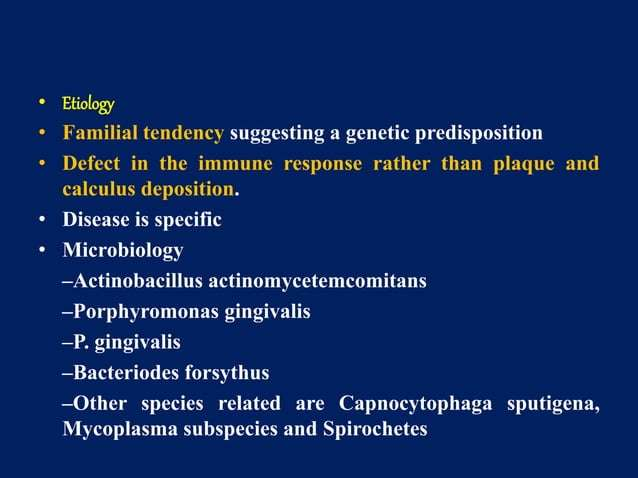 • Etiology
• Familial tendency suggesting a genetic predisposition
• Defect in the immune response rather than plaque and
calculus deposition.
• Disease is specific
• Microbiology
–Actinobacillus actinomycetemcomitans
–Porphyromonas gingivalis
–P. gingivalis
–Bacteriodes forsythus
–Other species related are Capnocytophaga sputigena,
Mycoplasma subspecies and Spirochetes